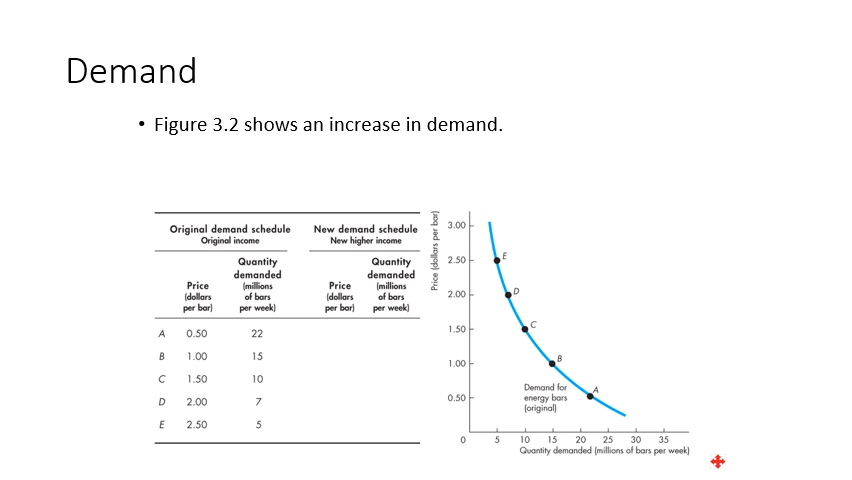 Demand
• Figure 3.2 shows an increase in demand.
Original demand schedule
Original income
New demand schedule
New higher income
Price
(dollars
per bar)
Quantity
demanded
(millions
of bars
per week)
Price
(dollars
per bar)
Quantity
demanded
(millions
of bars
per week)
A 0.50 22
B 1.00 15
C 1.50 10
D 2.00 7
E 2.50 5
Price (dollars per bar)
3.00
2.50
2.00
1.50
1.00
0.50
E
D
C
B
A
Demand for
energy bars
(original)
0 5 10 15 20 25 30 35
Quantity demanded (millions of bars per week)